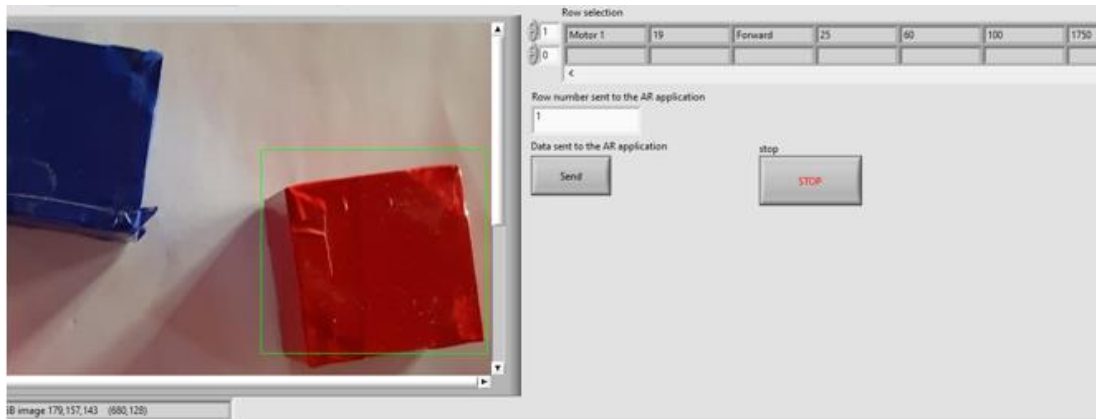 Row selection
1 Motor 1 19 Forward 25 60 100 1750
0
<
Row number sent to the AR application
1
Data sent to the AR application
stop
Send
STOP
image 179,157,143 (680,128)